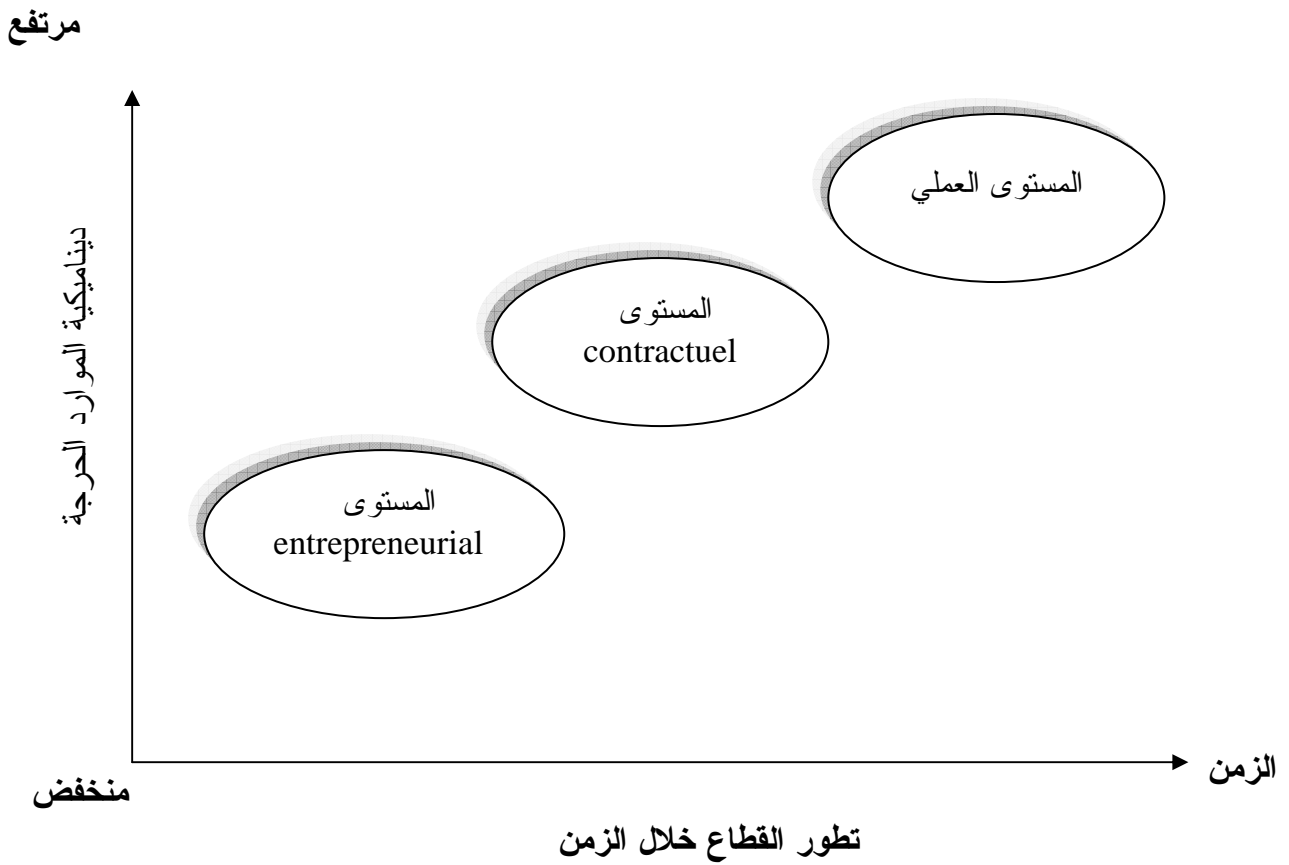 مرتفع
المستوى العملي
ديناميكية الموارد الحرجة
المستوى
contractuel
المستوى
entrepreneurial
الزمن
منخفض
تطور القطاع خلال الزمن